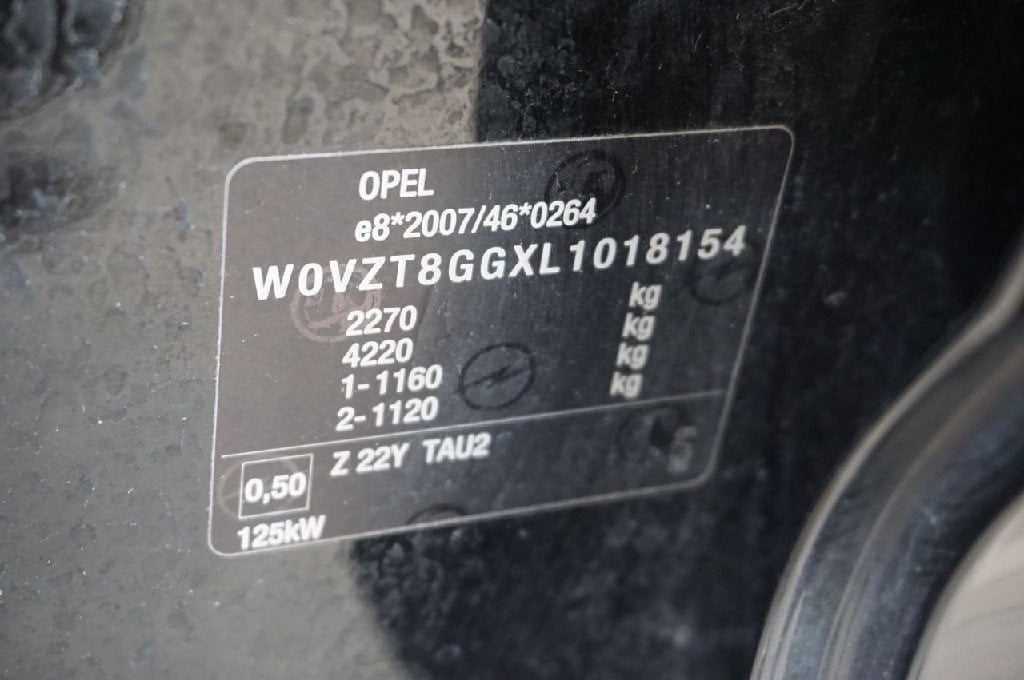 OPEL
e8*2007/46*0264
W0VZT8GGXL1018154
2270 kg
4220 kg
1-1160 kg
2-1120 kg
Z 22Y TAU2
0,50
125kW